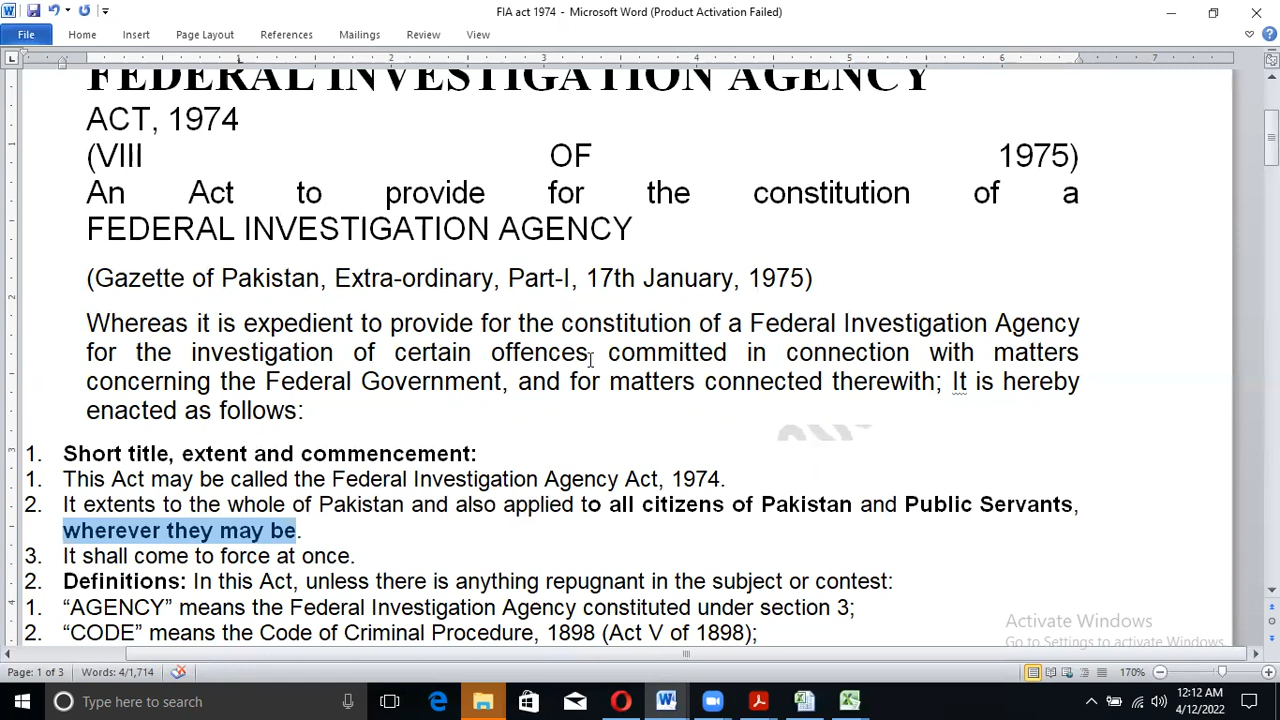 FIA act 1974 - Microsoft Word (Product Activation Failed)
File Home Insert Page Layout References Mailings Review View
1 2 3 4 5 6 7
FEDERAL INVESTIGATION AGENCY
ACT, 1974
(VIII OF 1975)
An Act to provide for the constitution of a
FEDERAL INVESTIGATION AGENCY
(Gazette of Pakistan, Extra-ordinary, Part-I, 17th January, 1975)
Whereas it is expedient to provide for the constitution of a Federal Investigation Agency
for the investigation of certain offences committed in connection with matters
concerning the Federal Government, and for matters connected therewith; It is hereby
enacted as follows:
1. Short title, extent and commencement:
1. This Act may be called the Federal Investigation Agency Act, 1974.
2. It extents to the whole of Pakistan and also applied to all citizens of Pakistan and Public Servants,
wherever they may be.
3. It shall come to force at once.
2. Definitions: In this Act, unless there is anything repugnant in the subject or contest:
1. “AGENCY” means the Federal Investigation Agency constituted under section 3;
2. “CODE” means the Code of Criminal Procedure, 1898 (Act V of 1898);
Activate Windows
Go to Settings to activate Windows.
Page: 1 of 3 Words: 4/1,714 170%
Type here to search
12:12 AM
4/12/2022